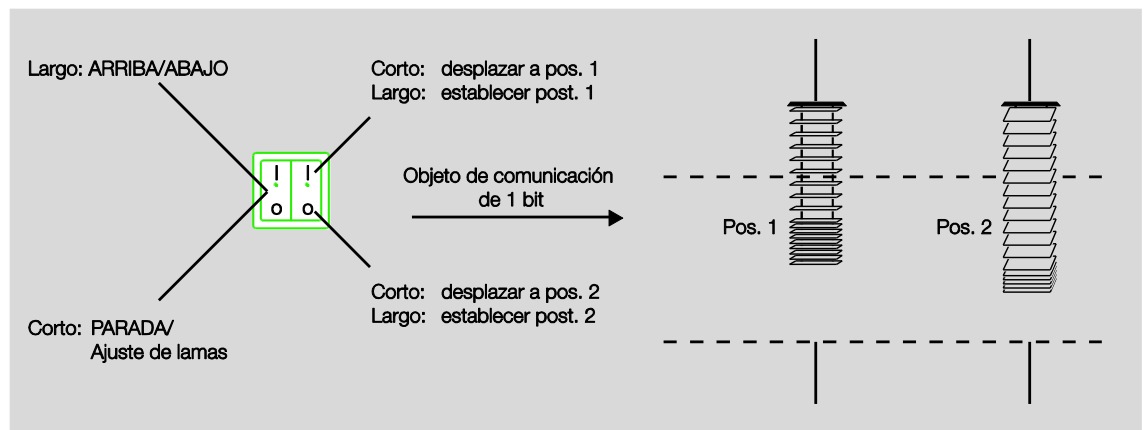 Largo: ARRIBA/ABAJO
Corto: desplazar a pos. 1
Largo: establecer post. 1
I I
O O
Objeto de comunicación
de 1 bit
Pos. 1
Pos. 2
Corto: desplazar a pos. 2
Largo: establecer post. 2
Corto: PARADA/
Ajuste de lamas